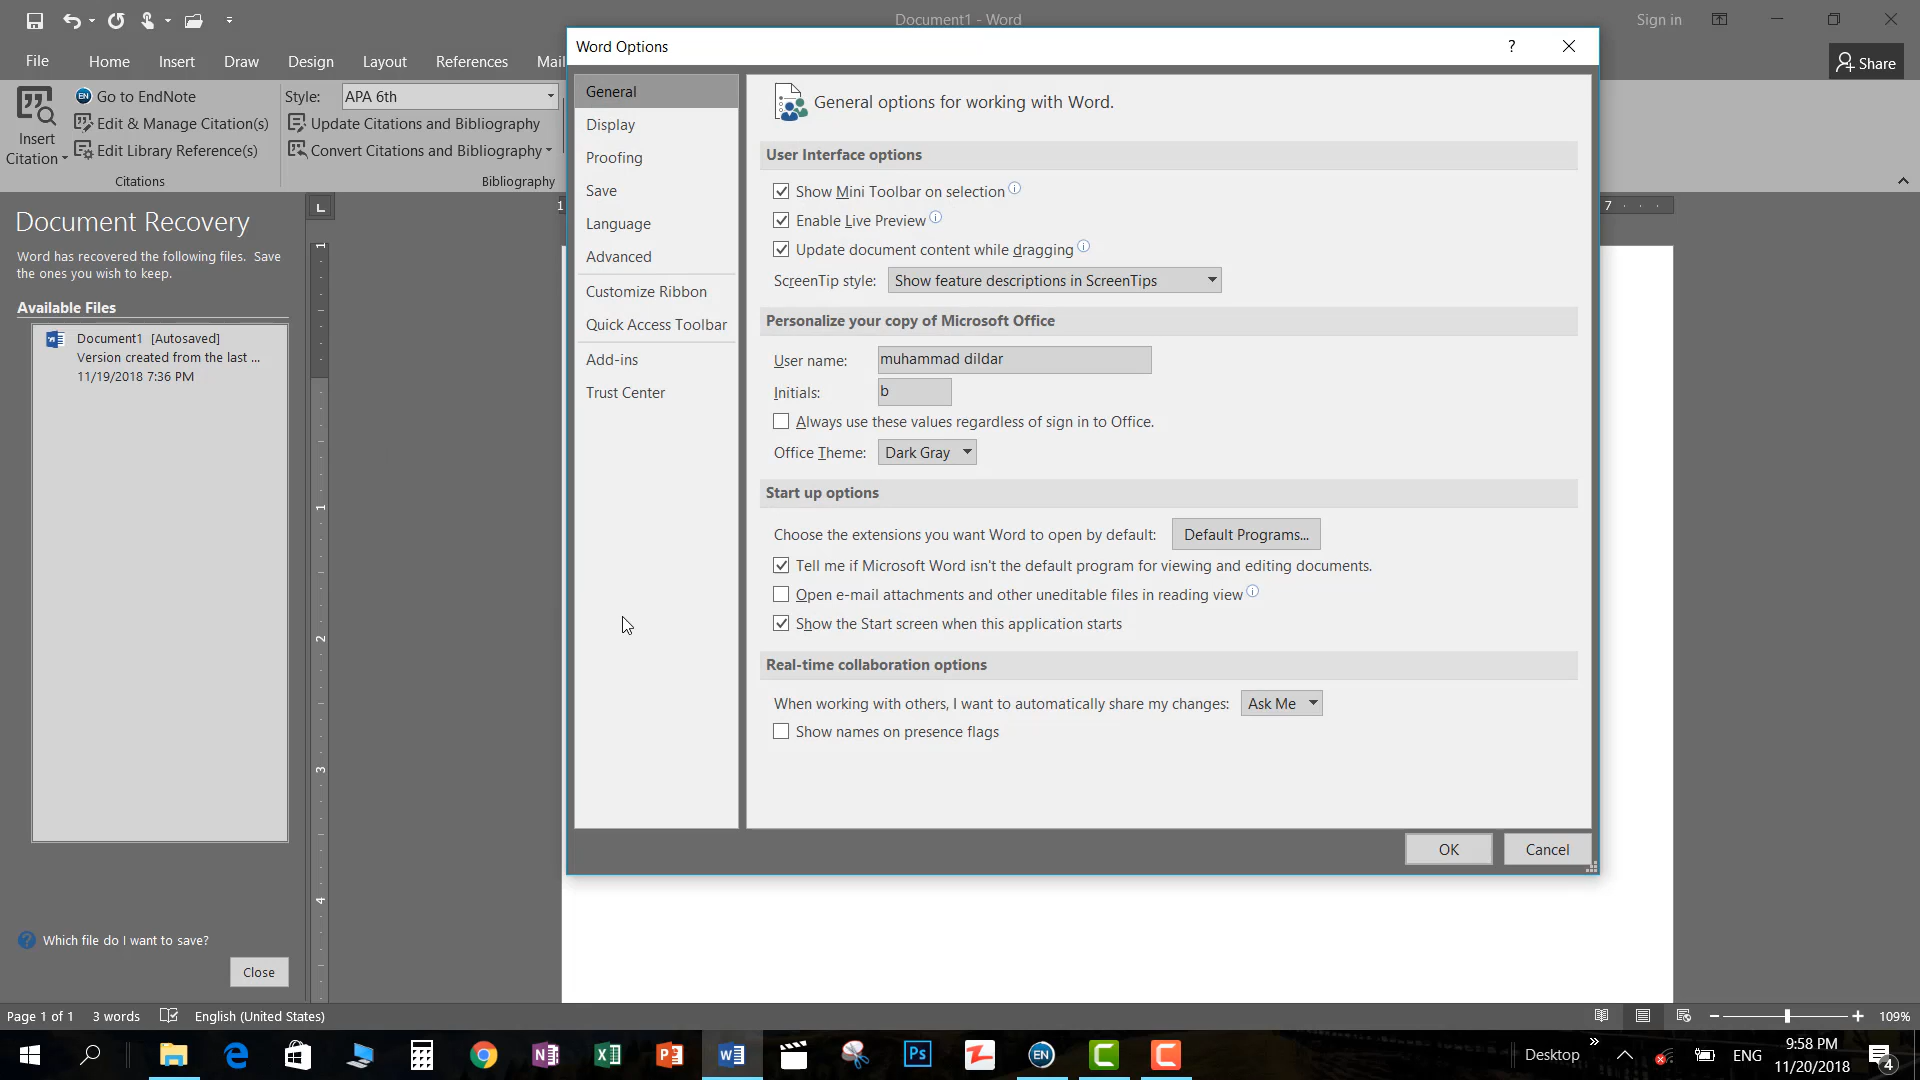 Document1 - Word
Sign in
File
Home
Insert
Draw
Design
Layout
References
Mail
Share
Insert
Citation
Go to EndNote
Edit & Manage Citation(s)
Edit Library Reference(s)
Citations
Style:
APA 6th
Update Citations and Bibliography
Convert Citations and Bibliography
Bibliography
Document Recovery
Word has recovered the following files. Save
the ones you wish to keep.
Available Files
Document1 [Autosaved]
Version created from the last ...
11/19/2018 7:36 PM
Which file do I want to save?
Close
L
1
1
2
3
4
1
7
Word Options
?
General
Display
Proofing
Save
Language
Advanced
Customize Ribbon
Quick Access Toolbar
Add-ins
Trust Center
General options for working with Word.
User Interface options
Show Mini Toolbar on selection
Enable Live Preview
Update document content while dragging
ScreenTip style: Show feature descriptions in ScreenTips
Personalize your copy of Microsoft Office
User name: muhammad dildar
Initials: b
Always use these values regardless of sign in to Office.
Office Theme: Dark Gray
Start up options
Choose the extensions you want Word to open by default: Default Programs...
Tell me if Microsoft Word isn't the default program for viewing and editing documents.
Open e-mail attachments and other uneditable files in reading view
Show the Start screen when this application starts
Real-time collaboration options
When working with others, I want to automatically share my changes: Ask Me
Show names on presence flags
OK
Cancel
Page 1 of 1
3 words
English (United States)
109%
Ps
EN
Desktop
ENG
9:58 PM
11/20/2018
4